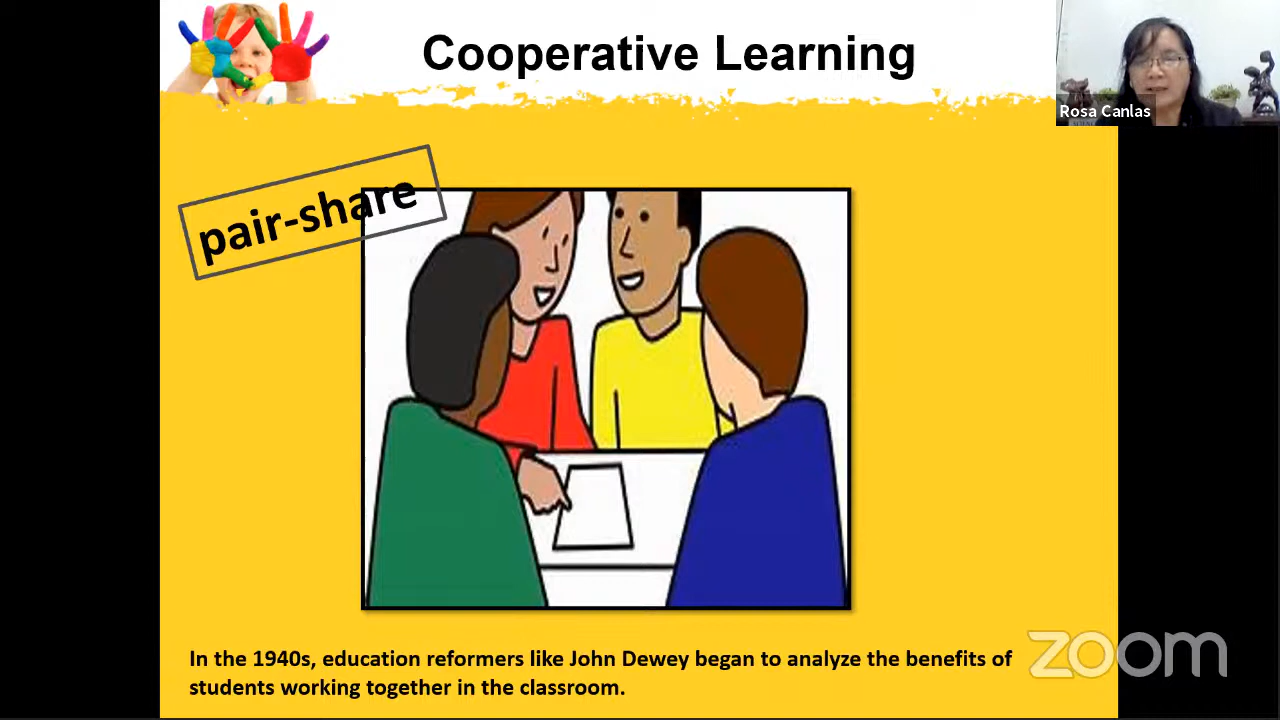 Cooperative Learning
Rosa Canlas
pair-share
In the 1940s, education reformers like John Dewey began to analyze the benefits of
students working together in the classroom.
zoom